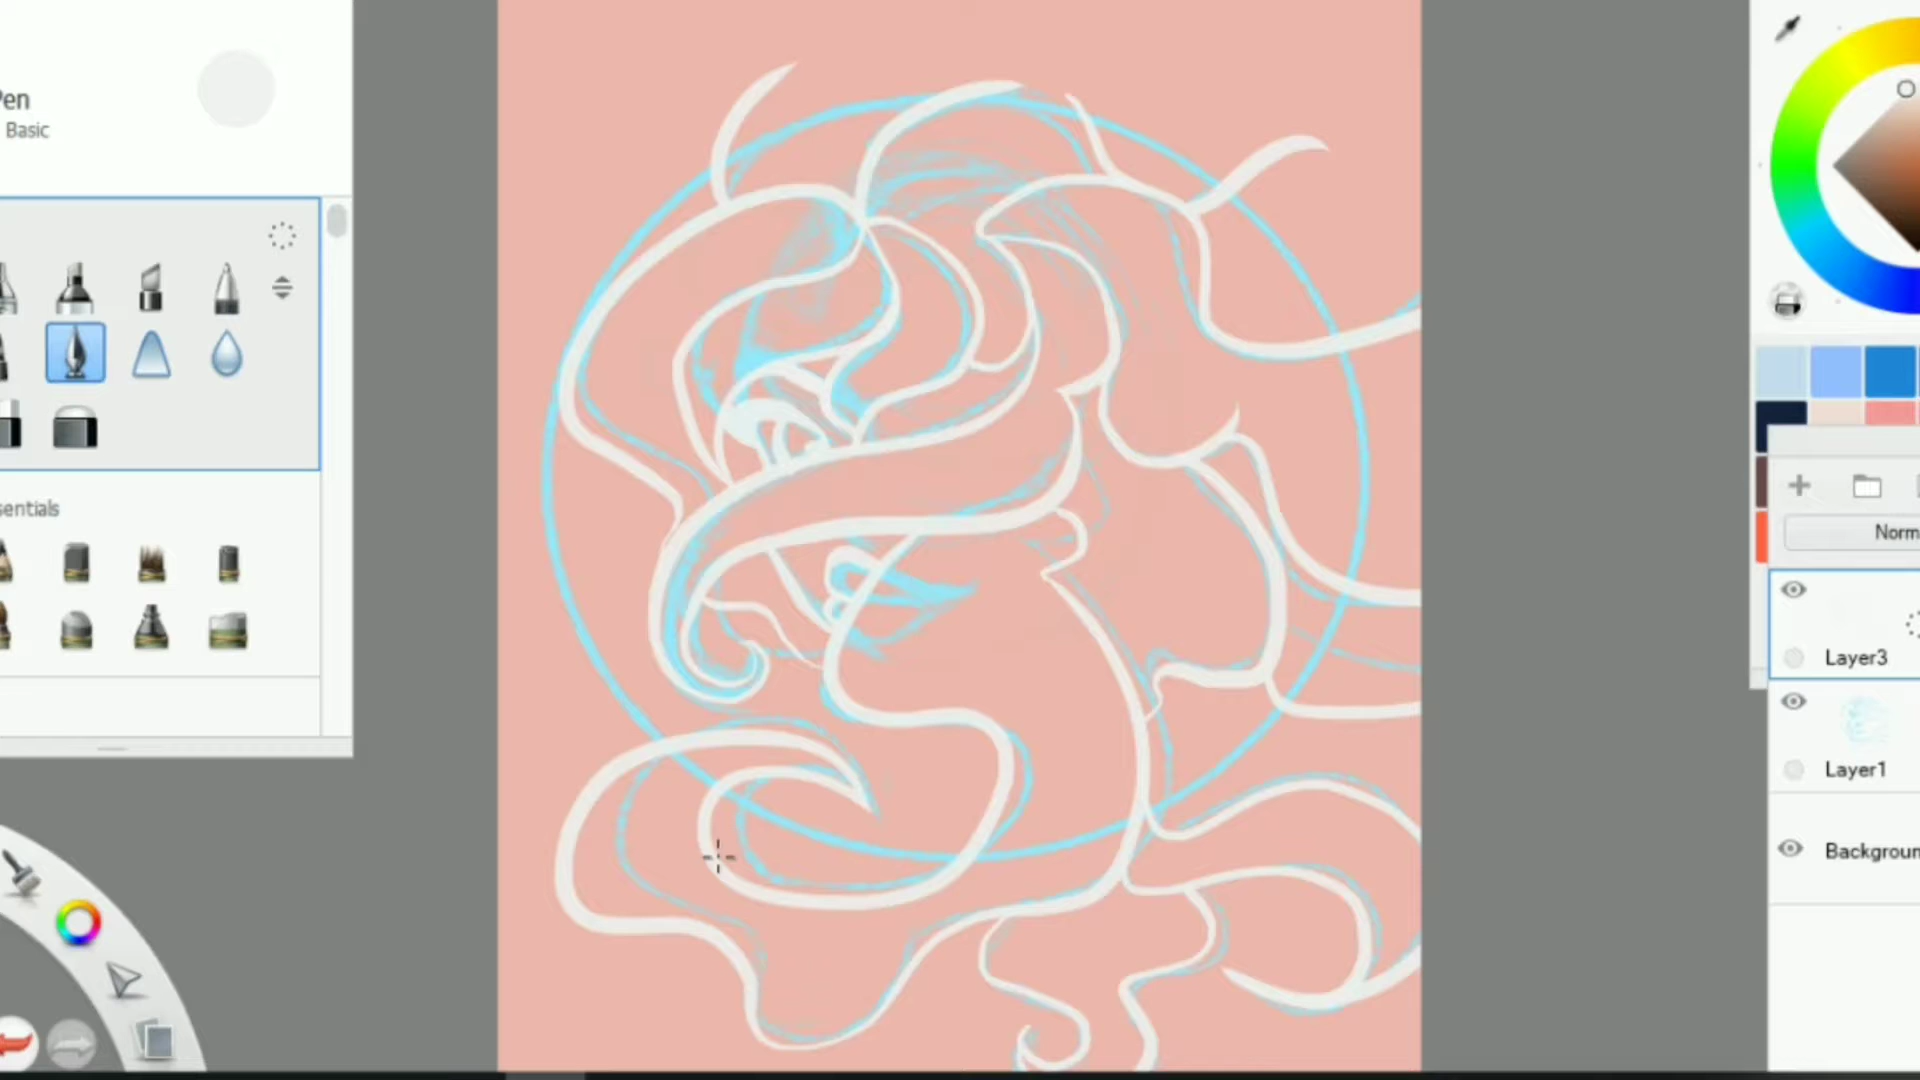 Pen
Basic
sentials
Norm
Layer3
Layer1
Backgroun